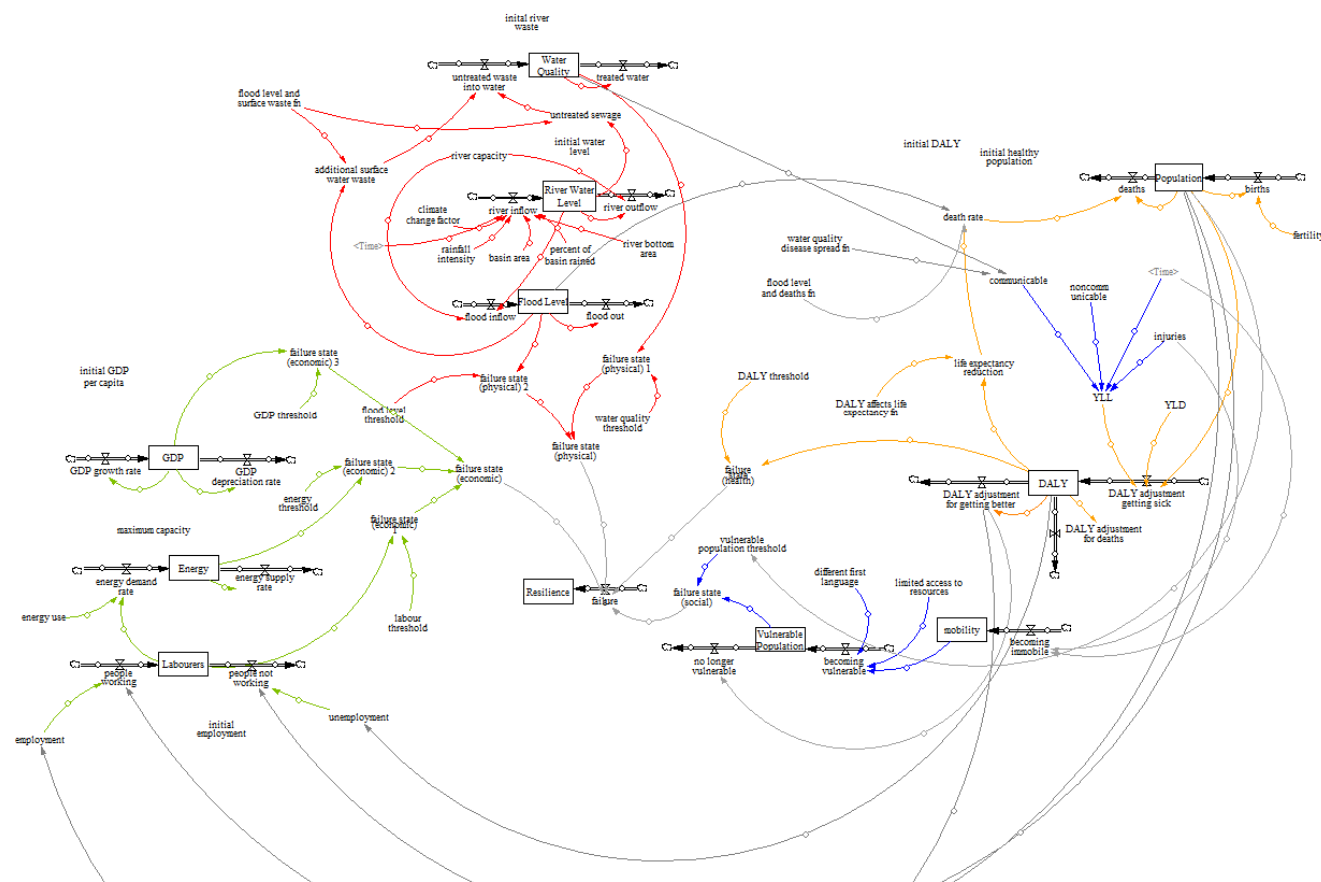 inital river
waste
Water
Quality
untreated waste
into water
treated water
flood level and
surface waste fn
untreated sewage
initial water
level
river capacity
additional surface
water waste
initial DALY
initial healthy
population
Population
deaths
births
fertility
River Water
Level
river inflow
river outflow
climate
change factor
<Time>
rainfall
intensity
basin area
percent of
basin rained
river bottom
area
death rate
water quality
disease spread fn
communicable
<Time>
noncomm
unicable
flood level
and deaths fn
injuries
Flood Level
flood inflow
flood out
failure state
(economic) 3
initial GDP
per capita
failure state
(physical) 1
failure state
(physical) 2
DALY threshold
life expectancy
reduction
YLL
YLD
DALY affects life
expectancy fn
GDP threshold
flood level
threshold
water quality
threshold
failure state
(physical)
GDP
GDP growth rate
GDP
depreciation rate
failure state
(economic) 2
failure state
(economic)
failure
state
(health)
DALY
DALY adjustment
for getting better
DALY adjustment
getting sick
energy
threshold
maximum capacity
failure state
(economic)
1
DALY adjustment
for deaths
vulnerable
population threshold
Energy
energy demand
rate
energy supply
rate
different first
language
limited access to
resources
Resilience
failure
failure state
(social)
energy use
labour
threshold
Vulnerable
Population
mobility
becoming
immobile
Labourers
people
working
people not
working
no longer
vulnerable
becoming
vulnerable
unemployment
initial
employment
employment